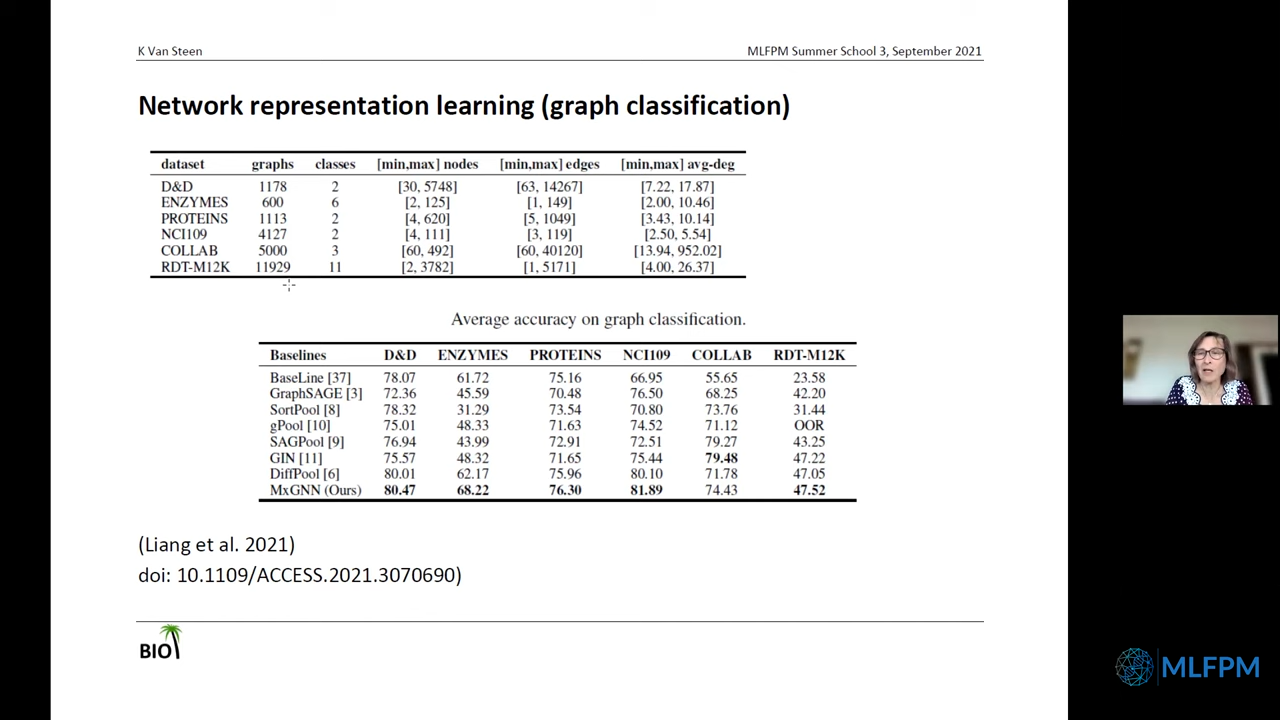 K Van Steen MLFPM Summer School 3, September 2021
Network representation learning (graph classification)
dataset graphs classes [min,max] nodes [min,max] edges [min,max] avg-deg
D&D 1178 2 [30, 5748] [63, 14267] [7.22, 17.87]
ENZYMES 600 6 [2, 125] [1, 149] [2.00, 10.46]
PROTEINS 1113 2 [4, 620] [5, 1049] [3.43, 10.14]
NCI109 4127 2 [4, 111] [3, 119] [2.50, 5.54]
COLLAB 5000 3 [60, 492] [60, 40120] [13.94, 952.02]
RDT-M12K 11929 11 [2, 3782] [1, 5171] [4.00, 26.37]
Average accuracy on graph classification.
Baselines D&D ENZYMES PROTEINS NCI109 COLLAB RDT-M12K
BaseLine [37] 78.07 61.72 75.16 66.95 55.65 23.58
GraphSAGE [3] 72.36 45.59 70.48 76.50 68.25 42.20
SortPool [8] 78.32 31.29 73.54 70.80 73.76 31.44
gPool [10] 75.01 48.33 71.63 74.52 71.12 OOR
SAGPool [9] 76.94 43.99 72.91 72.51 79.27 43.25
GIN [11] 75.57 48.32 71.65 75.44 79.48 47.22
DiffPool [6] 80.01 62.17 75.96 80.10 71.78 47.05
MxGNN (Ours) 80.47 68.22 76.30 81.89 74.43 47.52
(Liang et al. 2021)
doi: 10.1109/ACCESS.2021.3070690)
BIO
MLFPM